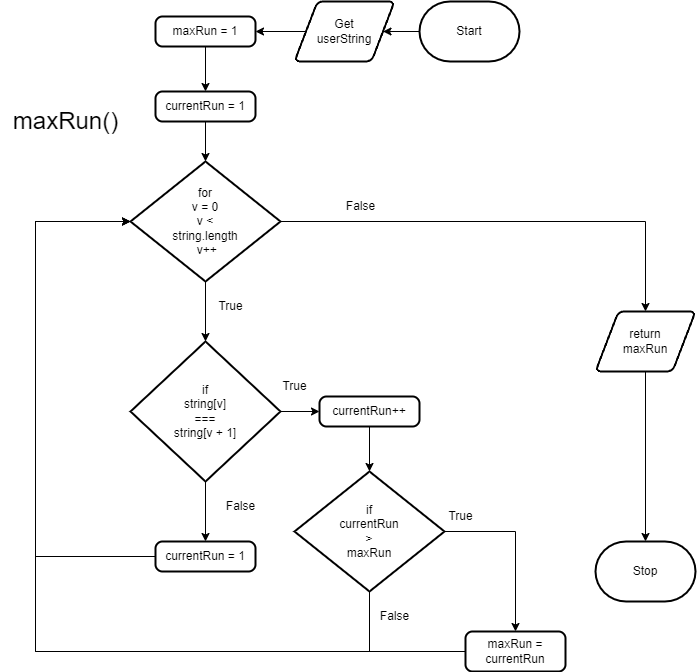 Start
Get
userString
maxRun = 1
currentRun = 1
maxRun()
for
v = 0
v <
string.length
v++
False
True
return
maxRun
if
string[v]
===
string[v + 1]
True
currentRun++
False
currentRun = 1
if
currentRun
>
maxRun
True
False
maxRun =
currentRun
Stop